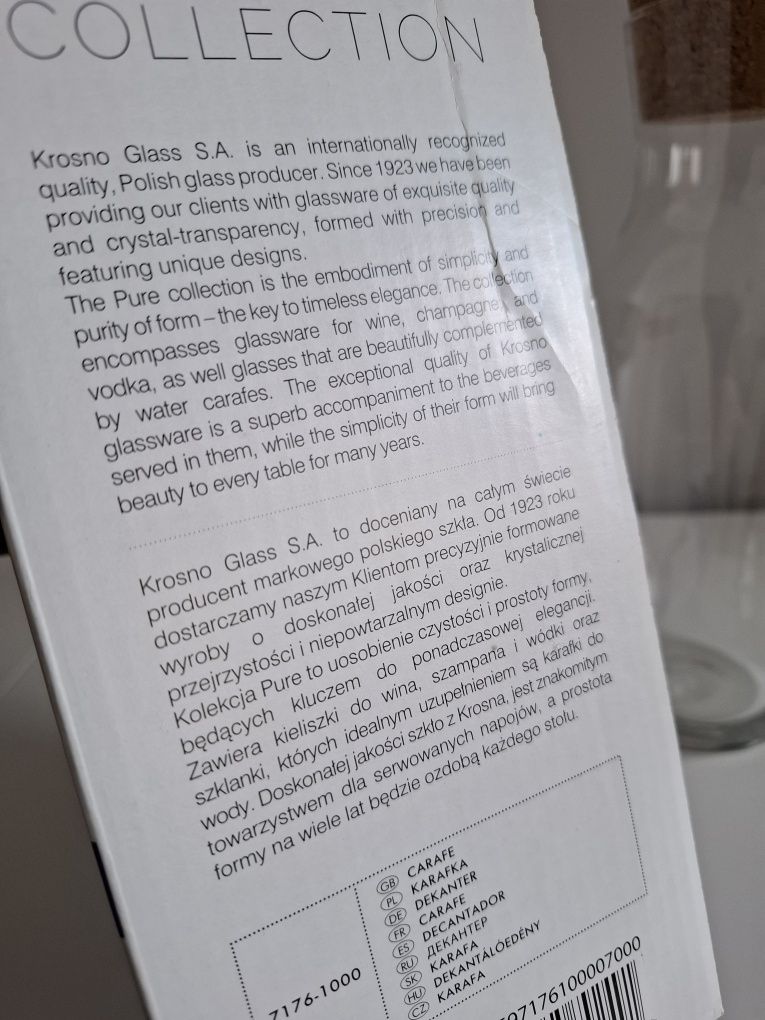 COLLECTION
Krosno Glass S.A. is an internationally recognized
quality, Polish glass producer. Since 1923 we have been
providing our clients with glassware of exquisite quality
and crystal-transparency, formed with precision and
featuring unique designs.
The Pure collection is the embodiment of simplicity and
purity of form – the key to timeless elegance. The collection
encompasses glassware for wine, champagne, and
vodka, as well glasses that are beautifully complemented
by water carafes. The exceptional quality of Krosno
glassware is a superb accompaniment to the beverages
served in them, while the simplicity of their form will bring
beauty to every table for many years.
Krosno Glass S.A. to doceniany na całym świecie
producent markowego polskiego szkła. Od 1923 roku
dostarczamy naszym Klientom precyzyjnie formowane
wyroby o doskonałej jakości oraz krystalicznej
przejrzystości i niepowtarzalnym designie.
Kolekcja Pure to uosobienie czystości i prostoty formy,
będących kluczem do ponadczasowej elegancji.
Zawiera kieliszki do wina, szampana i wódki oraz
szklanki, których idealnym uzupełnieniem są karafki do
wody. Doskonałej jakości szkło z Krosna, jest znakomitym
towarzystwem dla serwowanych napojów, a prostota
formy na wiele lat będzie ozdobą każdego stołu.
GB CARAFE
PL KARAFKA
DE DEKANTER
FR CARAFE
ES DECANTADOR
RU ДЕКАНТЕР
SK KARAFA
HU DEKANTÁLÓEDÉNY
CZ KARAFA
7176-1000
07176100007000